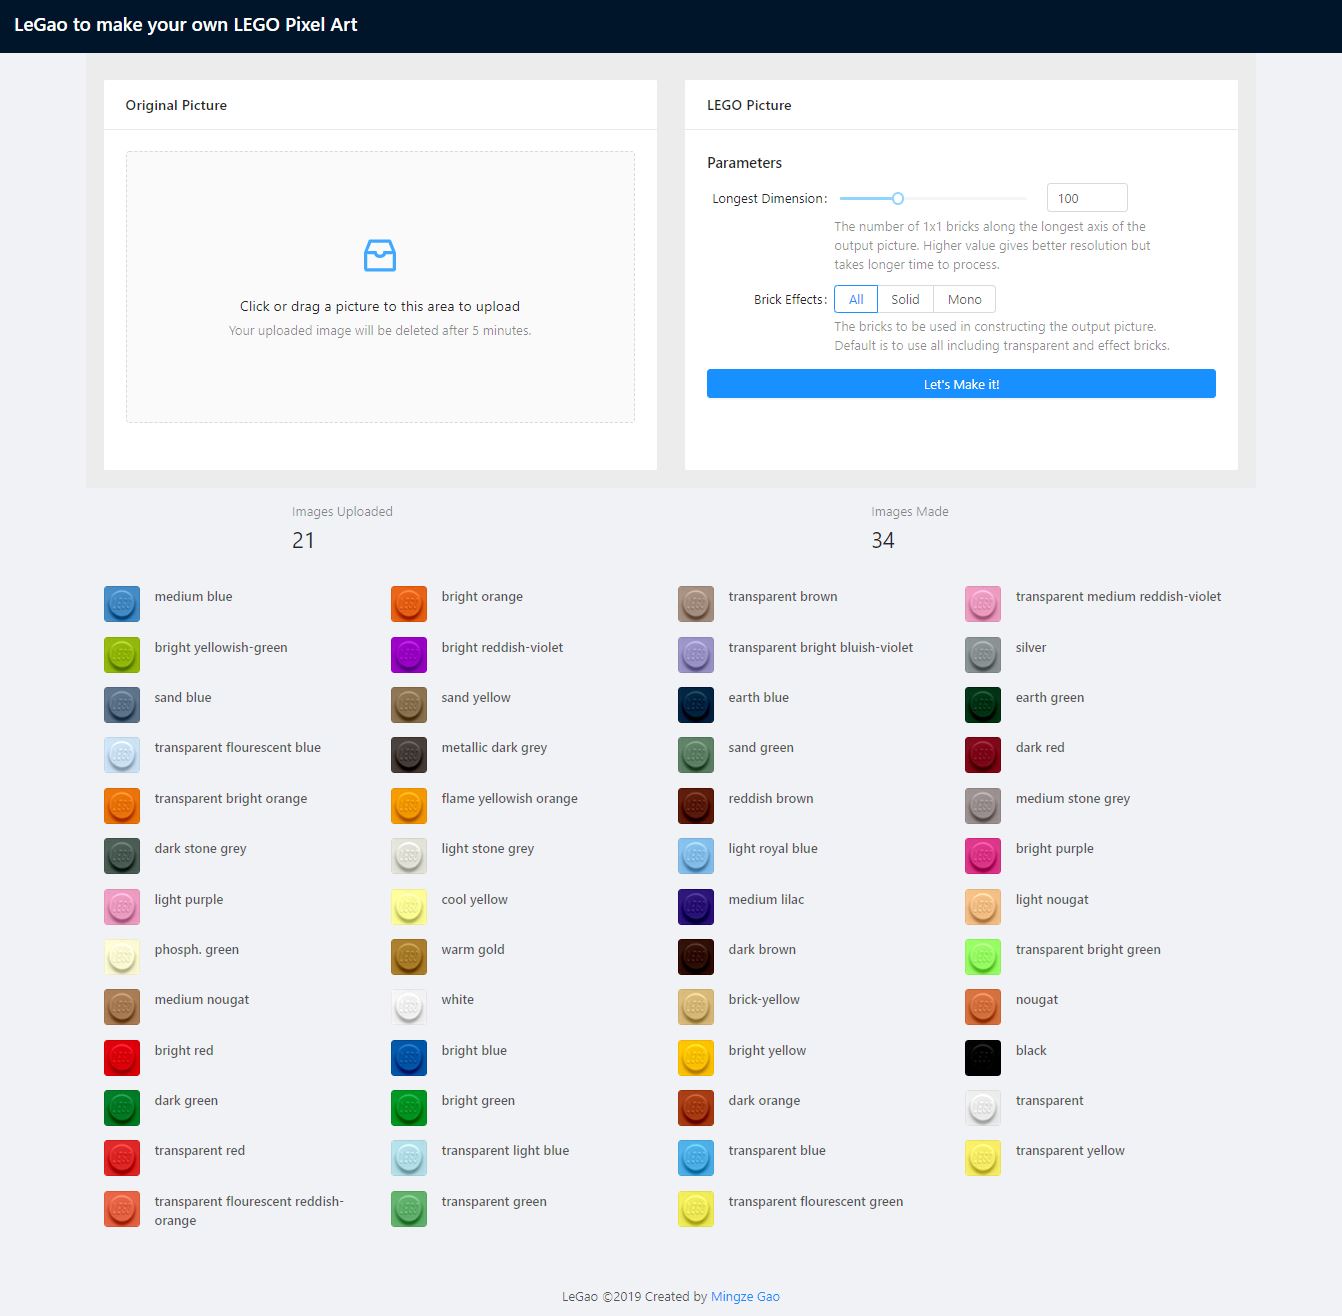 LeGao to make your own LEGO Pixel Art
Original Picture
Click or drag a picture to this area to upload
Your uploaded image will be deleted after 5 minutes.
LEGO Picture
Parameters
Longest Dimension: 100
The number of 1x1 bricks along the longest axis of the
output picture. Higher value gives better resolution but
takes longer time to process.
Brick Effects: All Solid Mono
The bricks to be used in constructing the output picture.
Default is to use all including transparent and effect bricks.
Let's Make it!
Images Uploaded
21
Images Made
34
medium blue
bright orange
transparent brown
transparent medium reddish-violet
bright yellowish-green
bright reddish-violet
transparent bright bluish-violet
silver
sand blue
sand yellow
earth blue
earth green
transparent flourescent blue
metallic dark grey
sand green
dark red
transparent bright orange
flame yellowish orange
reddish brown
medium stone grey
dark stone grey
light stone grey
light royal blue
bright purple
light purple
cool yellow
medium lilac
light nougat
phosph. green
warm gold
dark brown
transparent bright green
medium nougat
white
brick-yellow
nougat
bright red
bright blue
bright yellow
black
dark green
bright green
dark orange
transparent
transparent red
transparent light blue
transparent blue
transparent yellow
transparent flourescent reddish-
orange
transparent green
transparent flourescent green
LeGao ©2019 Created by Mingze Gao